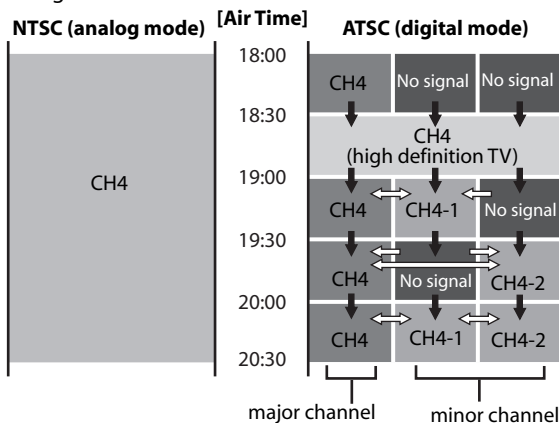 NTSC (analog mode) [Air Time] ATSC (digital mode)
18:00
CH4 No signal No signal
18:30
CH4
(high definition TV)
CH4
19:00
CH4 CH4-1 No signal
19:30
CH4 No signal CH4-2
20:00
CH4 CH4-1 CH4-2
20:30
major channel minor channel